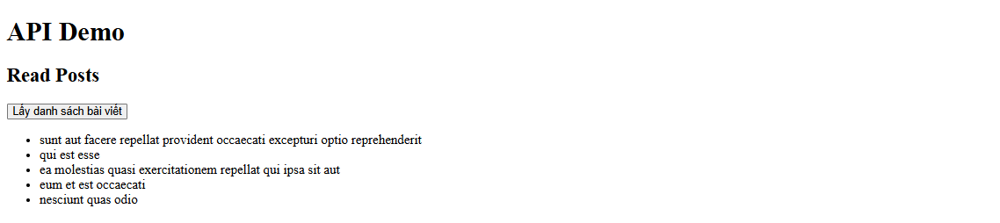 API Demo
Read Posts
Lấy danh sách bài viết
sunt aut facere repellat provident occaecati excepturi optio reprehenderit
qui est esse
ea molestias quasi exercitationem repellat qui ipsa sit aut
eum et est occaecati
nesciunt quas odio